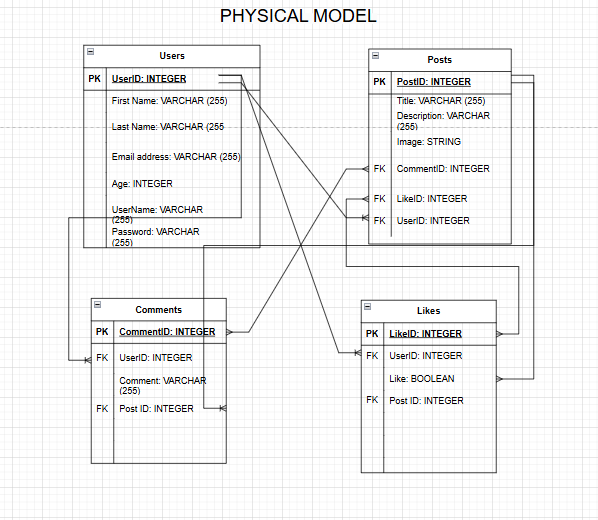 PHYSICAL MODEL
Users
PK UserID: INTEGER
First Name: VARCHAR (255)
Last Name: VARCHAR (255
Email address: VARCHAR (255)
Age: INTEGER
UserName: VARCHAR
(255)
Password: VARCHAR
(255)
Posts
PK PostID: INTEGER
Title: VARCHAR (255)
Description: VARCHAR
(255)
Image: STRING
FK CommentID: INTEGER
FK LikeID: INTEGER
FK UserID: INTEGER
Comments
PK CommentID: INTEGER
FK UserID: INTEGER
Comment: VARCHAR
(255)
FK Post ID: INTEGER
Likes
PK LikeID: INTEGER
FK UserID: INTEGER
Like: BOOLEAN
FK Post ID: INTEGER